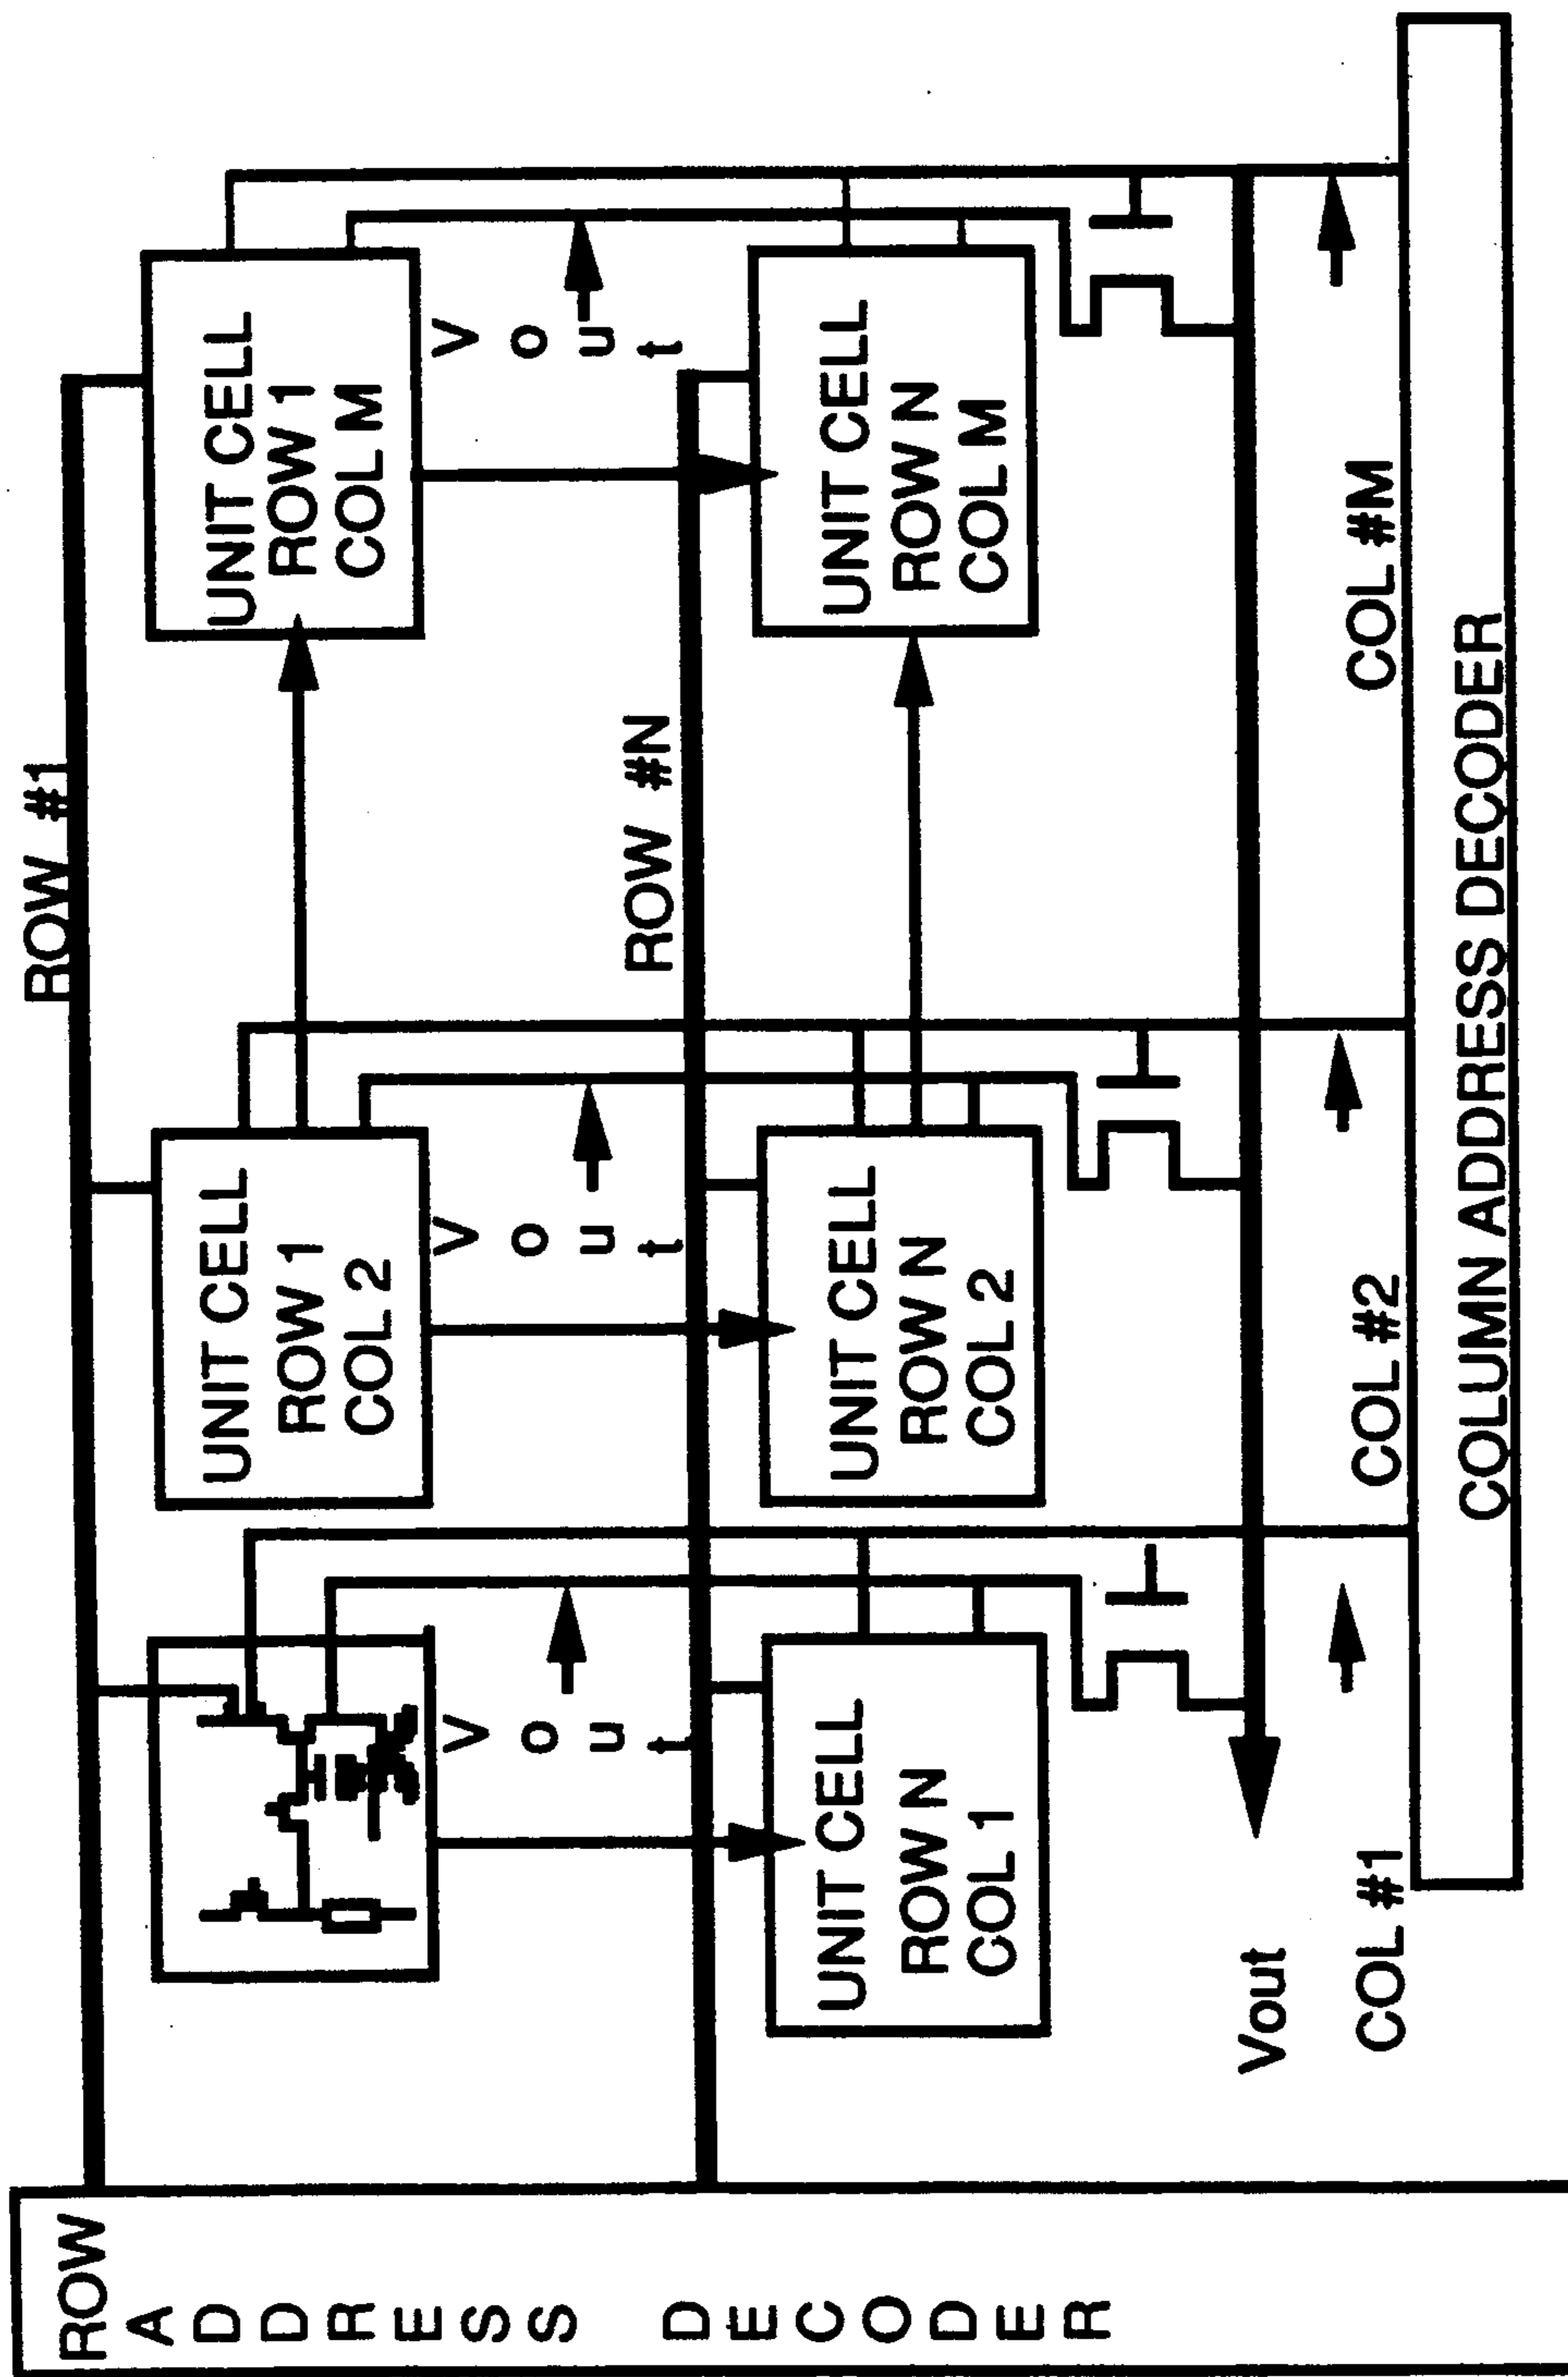 ROW #1
ROW
ADDRESS DECODER
UNIT CELL
ROW 1
COL 2
UNIT CELL
ROW 1
COL M
Vout
Vout
Vout
ROW #N
UNIT CELL
ROW N
COL 1
UNIT CELL
ROW N
COL 2
UNIT CELL
ROW N
COL M
Vout
COL #1
COL #2
COL #M
COLUMN ADDRESS DECODER